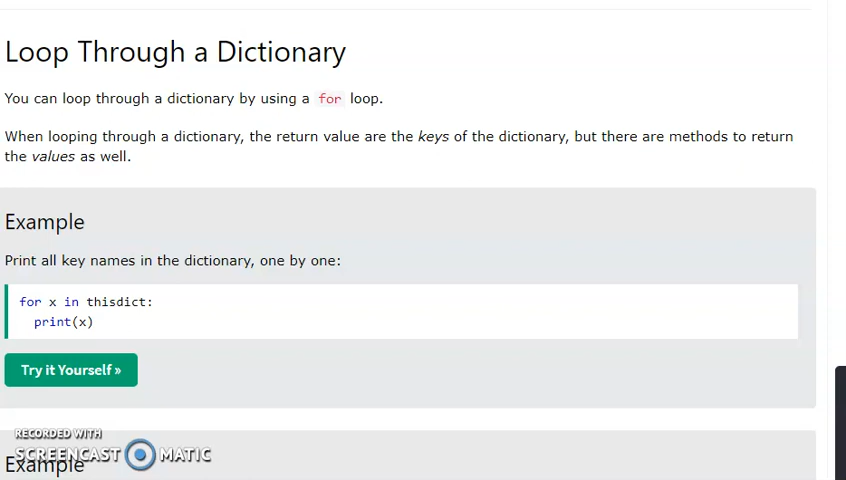 Loop Through a Dictionary
You can loop through a dictionary by using a for loop.
When looping through a dictionary, the return value are the keys of the dictionary, but there are methods to return
the values as well.
Example
Print all key names in the dictionary, one by one:
for x in thisdict:
print(x)
Try it Yourself »
RECORDED WITH
SCREENCAST MATIC
Example